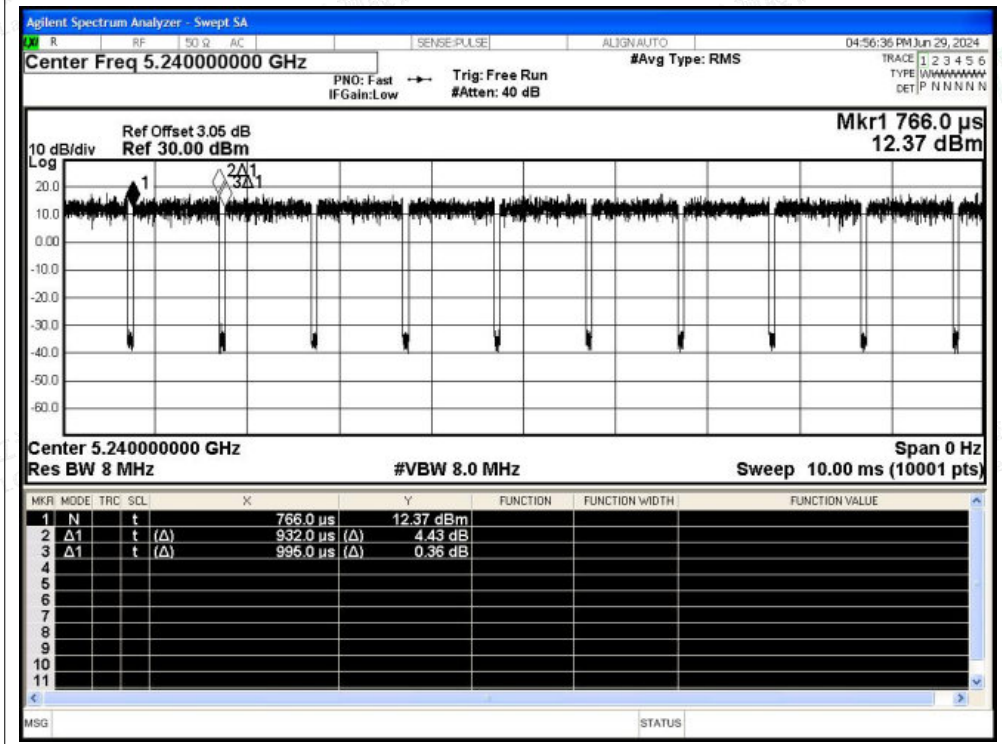 Agilent Spectrum Analyzer - Swept SA
LXI R RF 50 Ω AC SENSE:PULSE ALIGNAUTO 04:56:36 PM Jun 29, 2024
Center Freq 5.240000000 GHz #Avg Type: RMS TRACE 1 2 3 4 5 6
PNO: Fast Trig: Free Run TYPE WWWWWW
IFGain:Low #Atten: 40 dB DET P N N N N N
Mkr1 766.0 µs
Ref Offset 3.05 dB
10 dB/div Ref 30.00 dBm 12.37 dBm
Log
1 2Δ1 3Δ1
20.0
10.0
0.00
-10.0
-20.0
-30.0
-40.0
-50.0
-60.0
Center 5.240000000 GHz Span 0 Hz
Res BW 8 MHz #VBW 8.0 MHz Sweep 10.00 ms (10001 pts)
MKR MODE TRC SCL X Y FUNCTION FUNCTION WIDTH FUNCTION VALUE
1 N t 766.0 µs 12.37 dBm
2 Δ1 t (Δ) 932.0 µs (Δ) 4.43 dB
3 Δ1 t (Δ) 995.0 µs (Δ) 0.36 dB
4
5
6
7
8
9
10
11
MSG STATUS